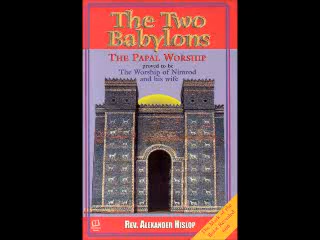 The Two
Babylons
THE PAPAL WORSHIP
proved to be
The Worship of Nimrod
and his wife
REV. ALEXANDER HISLOP